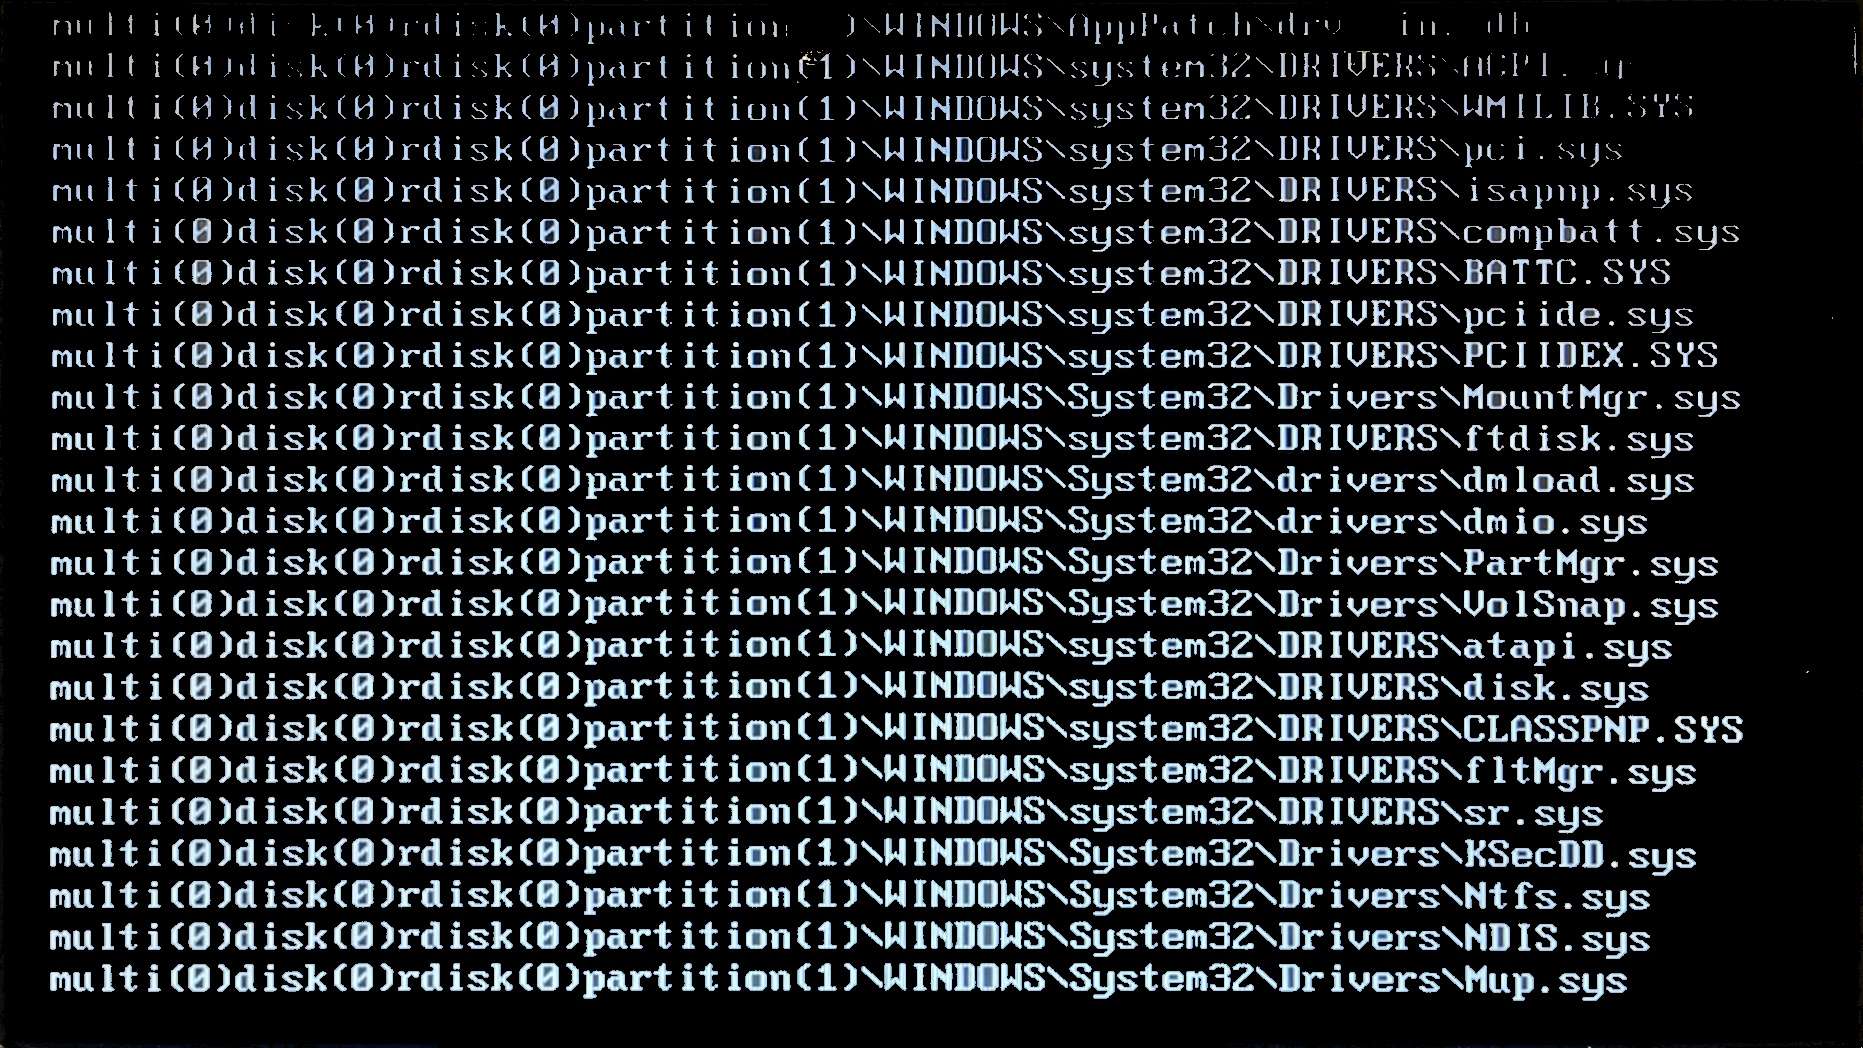 multi(0)disk(0)rdisk(0)partition \WINDOWS\AppPatch\drv
multi(0)disk(0)rdisk(0)partition(1)\WINDOWS\system32\DRIVERS\ACPI.
multi(0)disk(0)rdisk(0)partition(1)\WINDOWS\system32\DRIVERS\WMILIB.SYS
multi(0)disk(0)rdisk(0)partition(1)\WINDOWS\system32\DRIVERS\pci.sys
multi(0)disk(0)rdisk(0)partition(1)\WINDOWS\system32\DRIVERS\isapnp.sys
multi(0)disk(0)rdisk(0)partition(1)\WINDOWS\system32\DRIVERS\compbatt.sys
multi(0)disk(0)rdisk(0)partition(1)\WINDOWS\system32\DRIVERS\BATTC.SYS
multi(0)disk(0)rdisk(0)partition(1)\WINDOWS\system32\DRIVERS\pciide.sys
multi(0)disk(0)rdisk(0)partition(1)\WINDOWS\system32\DRIVERS\PCIIDEX.SYS
multi(0)disk(0)rdisk(0)partition(1)\WINDOWS\System32\Drivers\MountMgr.sys
multi(0)disk(0)rdisk(0)partition(1)\WINDOWS\system32\DRIVERS\ftdisk.sys
multi(0)disk(0)rdisk(0)partition(1)\WINDOWS\System32\drivers\dmload.sys
multi(0)disk(0)rdisk(0)partition(1)\WINDOWS\System32\drivers\dmio.sys
multi(0)disk(0)rdisk(0)partition(1)\WINDOWS\System32\Drivers\PartMgr.sys
multi(0)disk(0)rdisk(0)partition(1)\WINDOWS\System32\Drivers\VolSnap.sys
multi(0)disk(0)rdisk(0)partition(1)\WINDOWS\system32\DRIVERS\atapi.sys
multi(0)disk(0)rdisk(0)partition(1)\WINDOWS\system32\DRIVERS\disk.sys
multi(0)disk(0)rdisk(0)partition(1)\WINDOWS\system32\DRIVERS\CLASSPNP.SYS
multi(0)disk(0)rdisk(0)partition(1)\WINDOWS\system32\DRIVERS\fltMgr.sys
multi(0)disk(0)rdisk(0)partition(1)\WINDOWS\system32\DRIVERS\sr.sys
multi(0)disk(0)rdisk(0)partition(1)\WINDOWS\System32\Drivers\KSecDD.sys
multi(0)disk(0)rdisk(0)partition(1)\WINDOWS\System32\Drivers\Ntfs.sys
multi(0)disk(0)rdisk(0)partition(1)\WINDOWS\System32\Drivers\NDIS.sys
multi(0)disk(0)rdisk(0)partition(1)\WINDOWS\System32\Drivers\Mup.sys